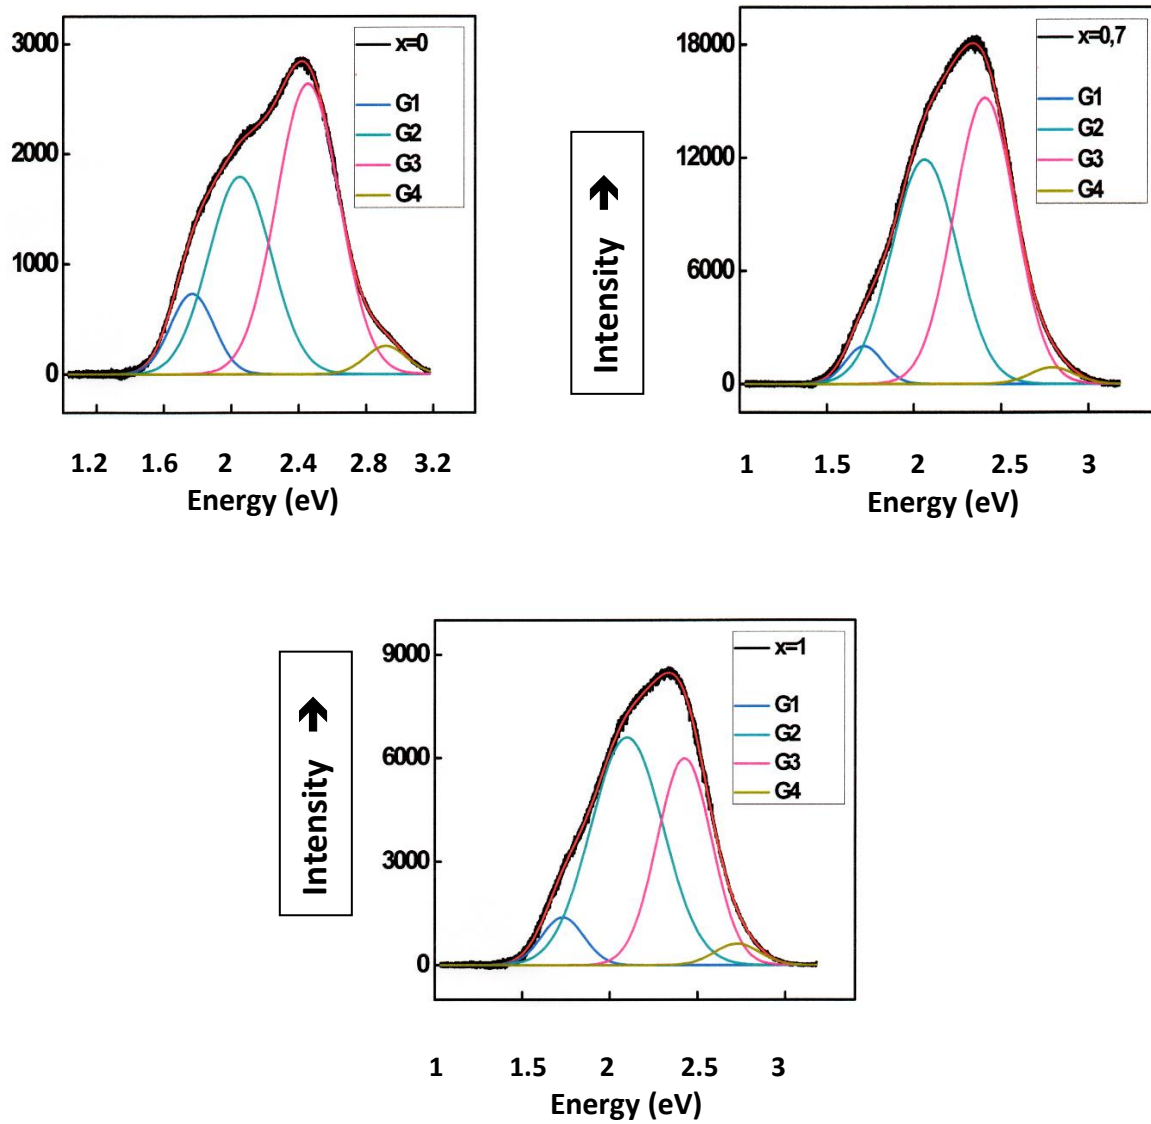 3000
2000
1000
0
x=0
G1
G2
G3
G4
1.2 1.6 2 2.4 2.8 3.2
Energy (eV)
Intensity ➔
18000
12000
6000
0
x=0,7
G1
G2
G3
G4
1 1.5 2 2.5 3
Energy (eV)
Intensity ➔
9000
6000
3000
0
x=1
G1
G2
G3
G4
1 1.5 2 2.5 3
Energy (eV)